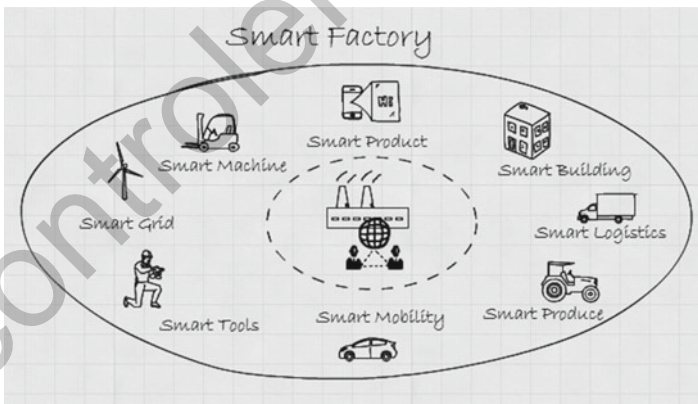 Smart Factory
Smart Product
Smart Machine
Smart Building
Smart Grid
Smart Logistics
Smart Tools
Smart Mobility
Smart Produce